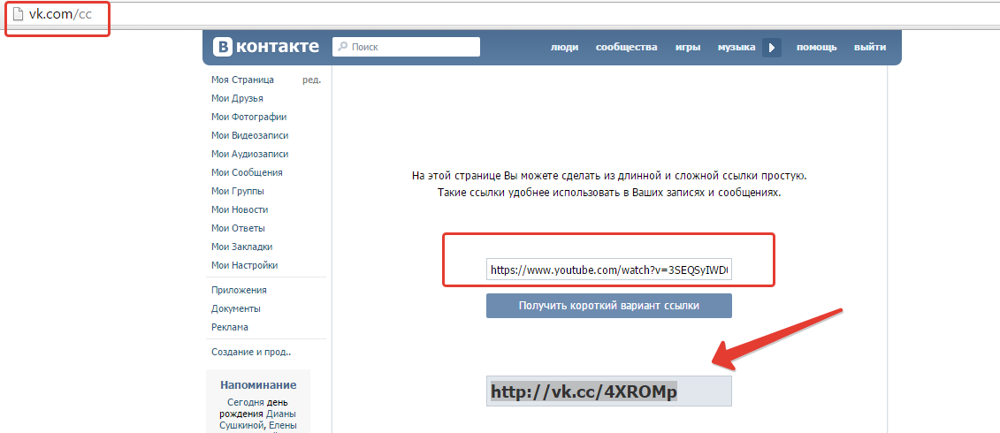 vk.com/cc
В контакте
Поиск
люди сообщества игры музыка помощь выйти
Моя Страница ред.
Мои Друзья
Мои Фотографии
Мои Видеозаписи
Мои Аудиозаписи
Мои Сообщения
Мои Группы
Мои Новости
Мои Ответы
Мои Закладки
Мои Настройки
Приложения
Документы
Реклама
Создание и прод..
Напоминание
Сегодня день
рождения Дианы
Сушкиной, Елены
На этой странице Вы можете сделать из длинной и сложной ссылки простую.
Такие ссылки удобнее использовать в Ваших записях и сообщениях.
https://www.youtube.com/watch?v=3SEQSyIWD
Получить короткий вариант ссылки
http://vk.cc/4XROMp